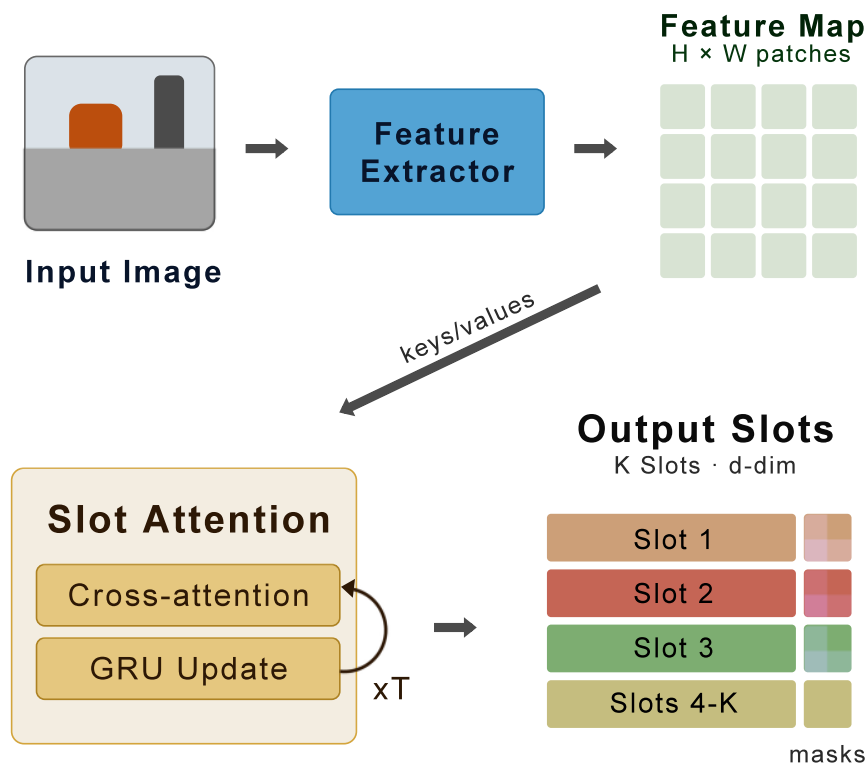 Feature Map
H × W patches
Feature
Extractor
Input Image
keys/values
Output Slots
K Slots · d-dim
Slot Attention
Cross-attention
GRU Update
xT
Slot 1
Slot 2
Slot 3
Slots 4-K
masks